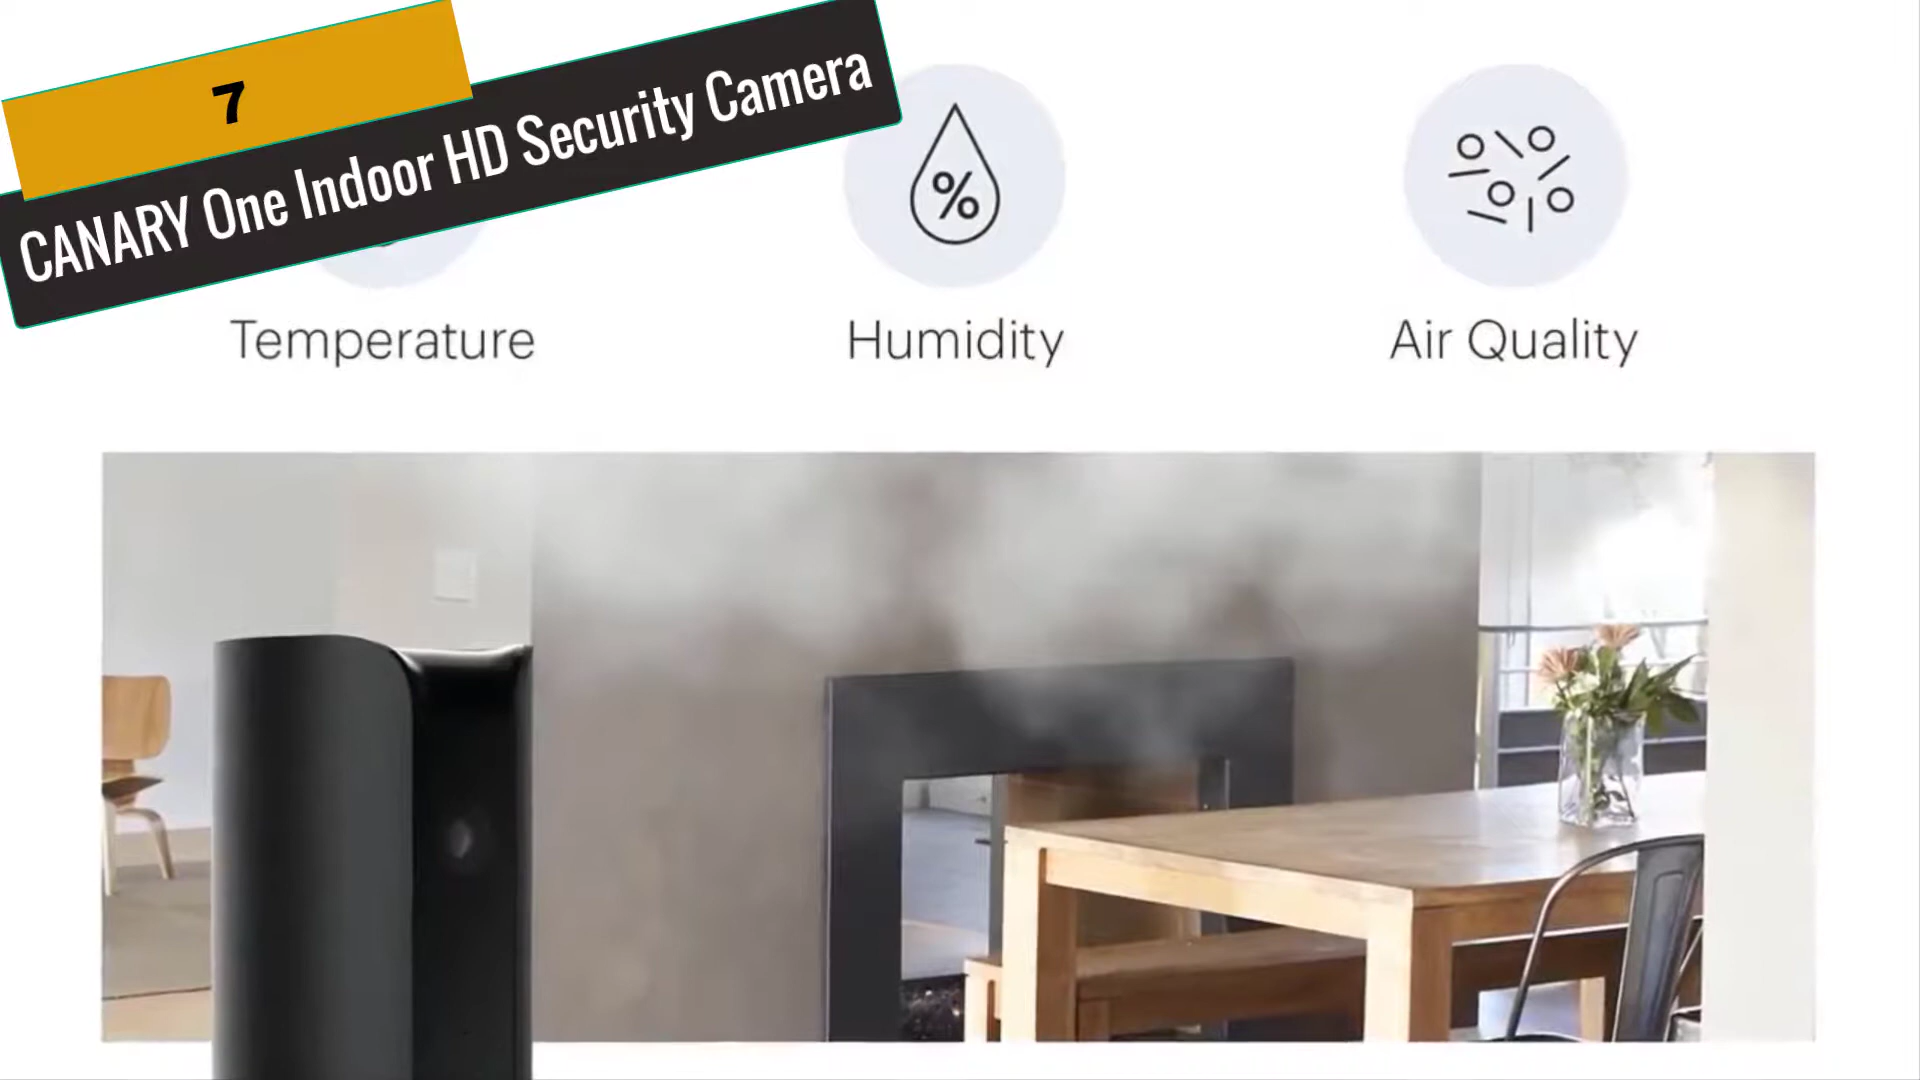 7
CANARY One Indoor HD Security Camera
%
Temperature
Humidity
Air Quality